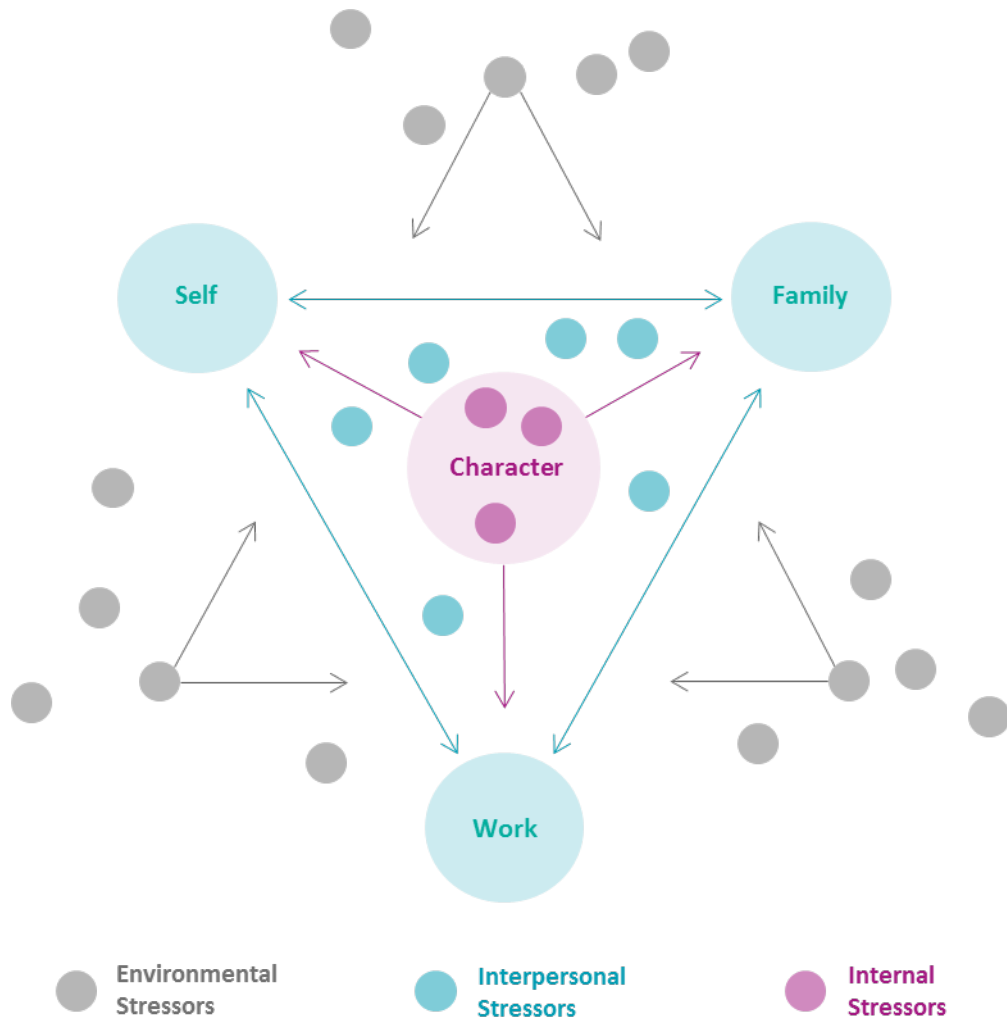 Self
Family
Character
Work
Environmental
Stressors
Interpersonal
Stressors
Internal
Stressors